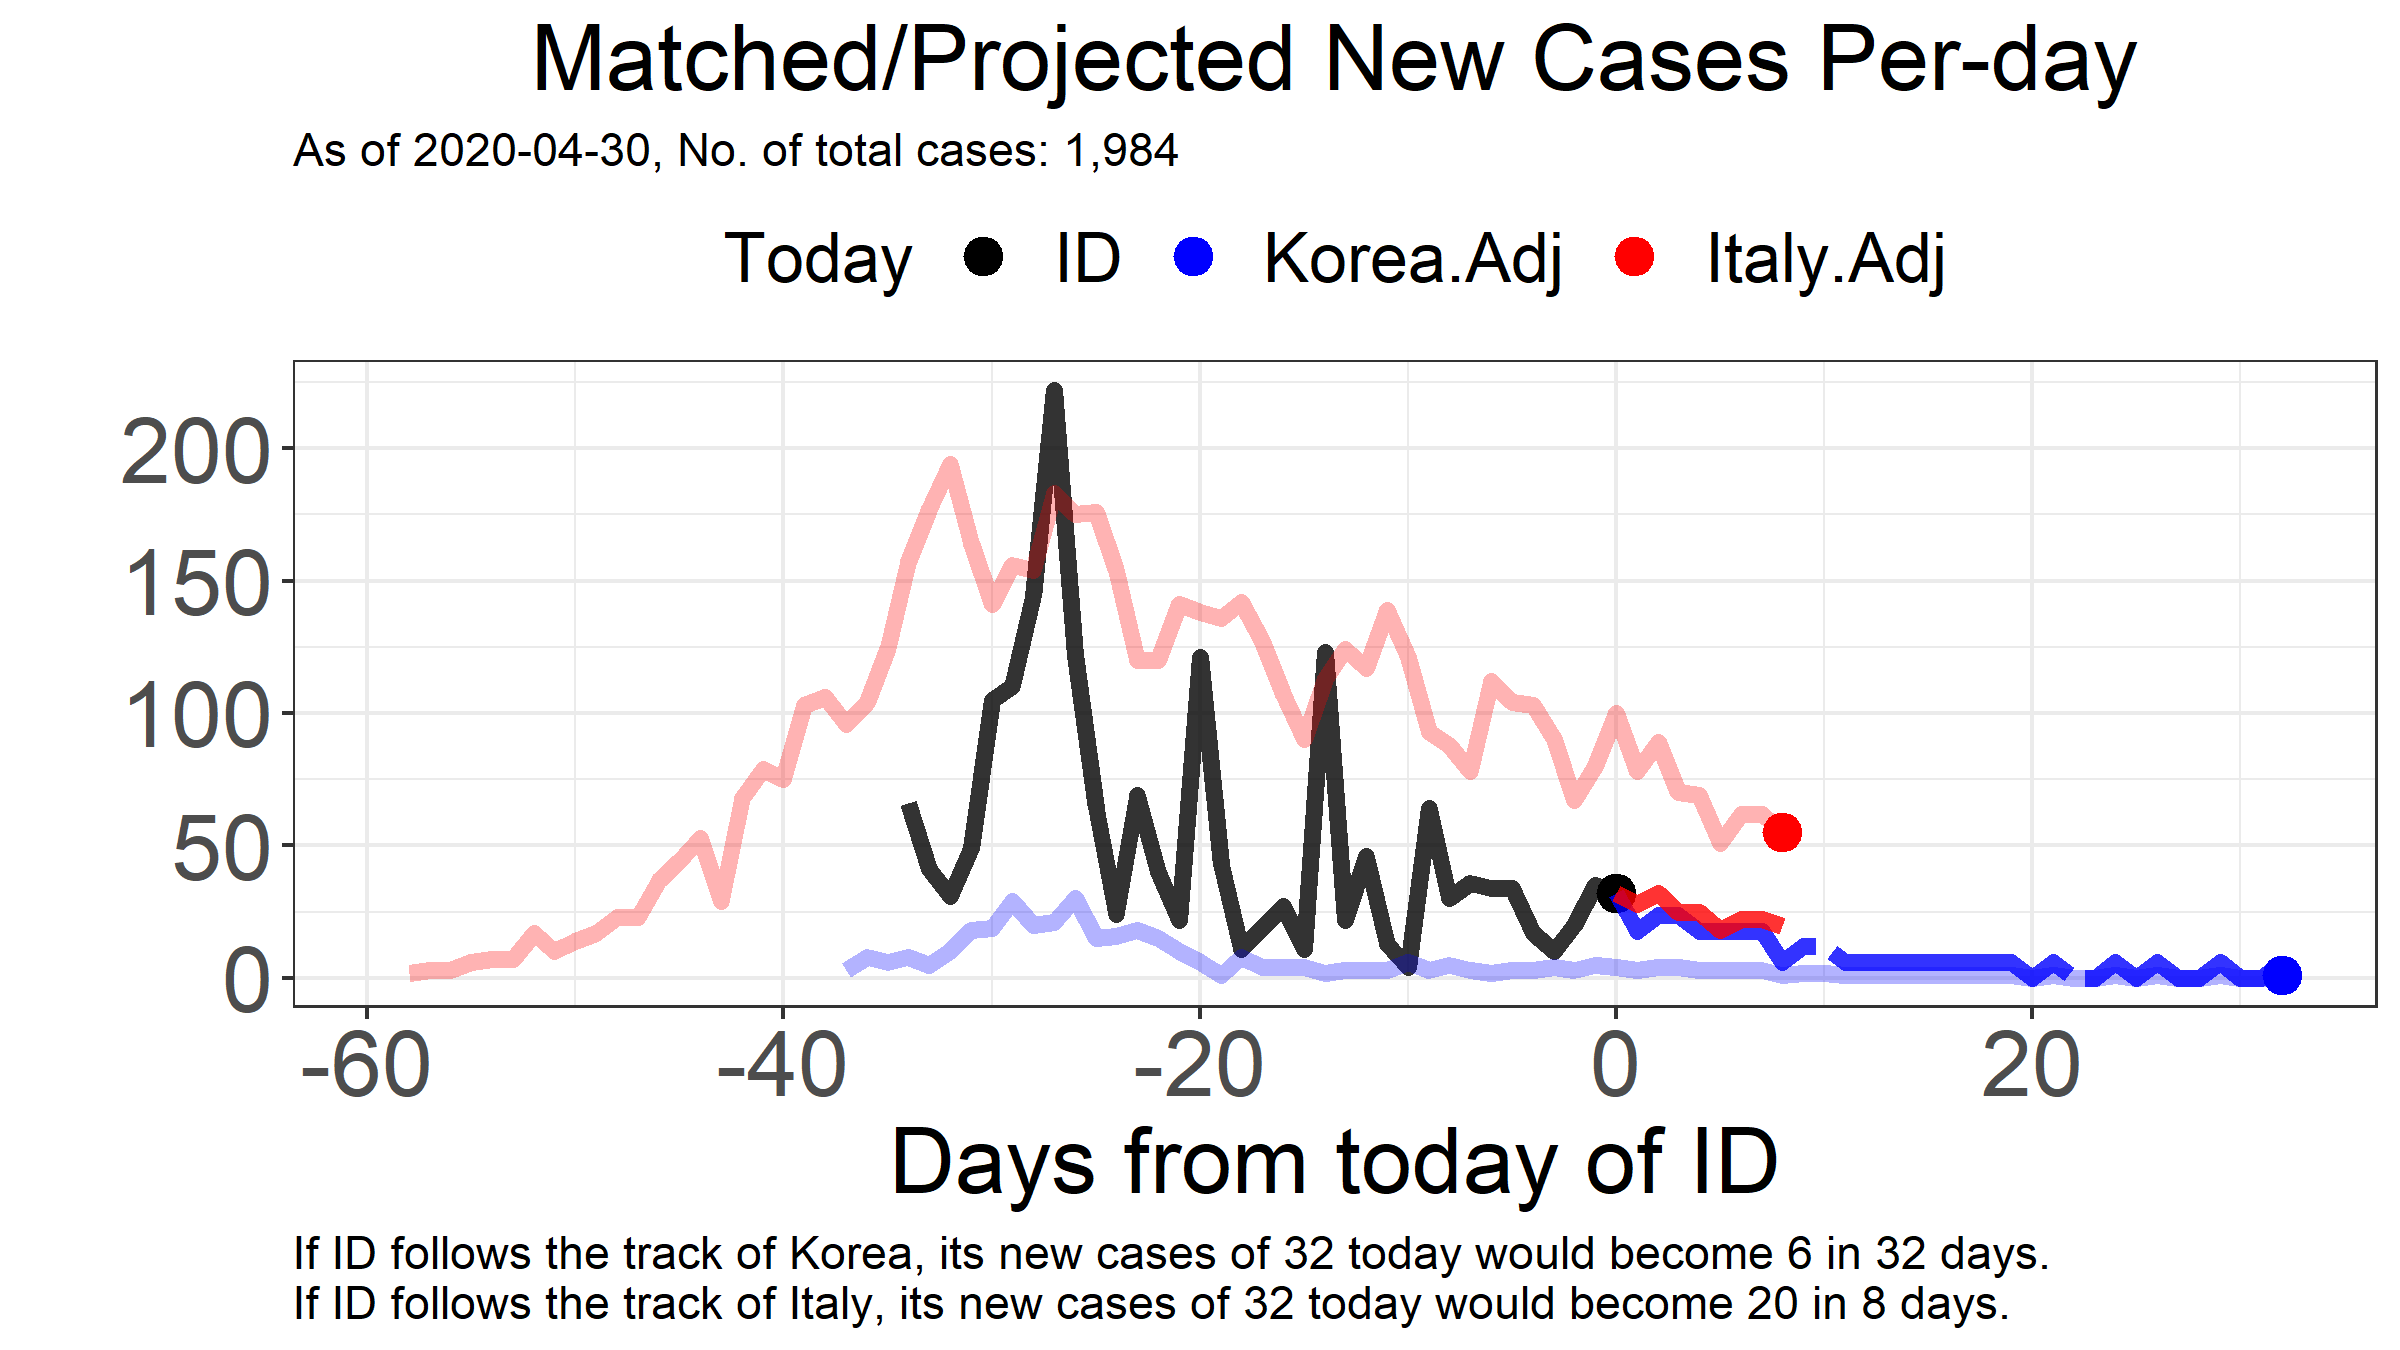 Matched/Projected New Cases Per-day
As of 2020-04-30, No. of total cases: 1,984
Today ID Korea.Adj Italy.Adj
200
150
100
50
0
-60 -40 -20 0 20
Days from today of ID
If ID follows the track of Korea, its new cases of 32 today would become 6 in 32 days.
If ID follows the track of Italy, its new cases of 32 today would become 20 in 8 days.